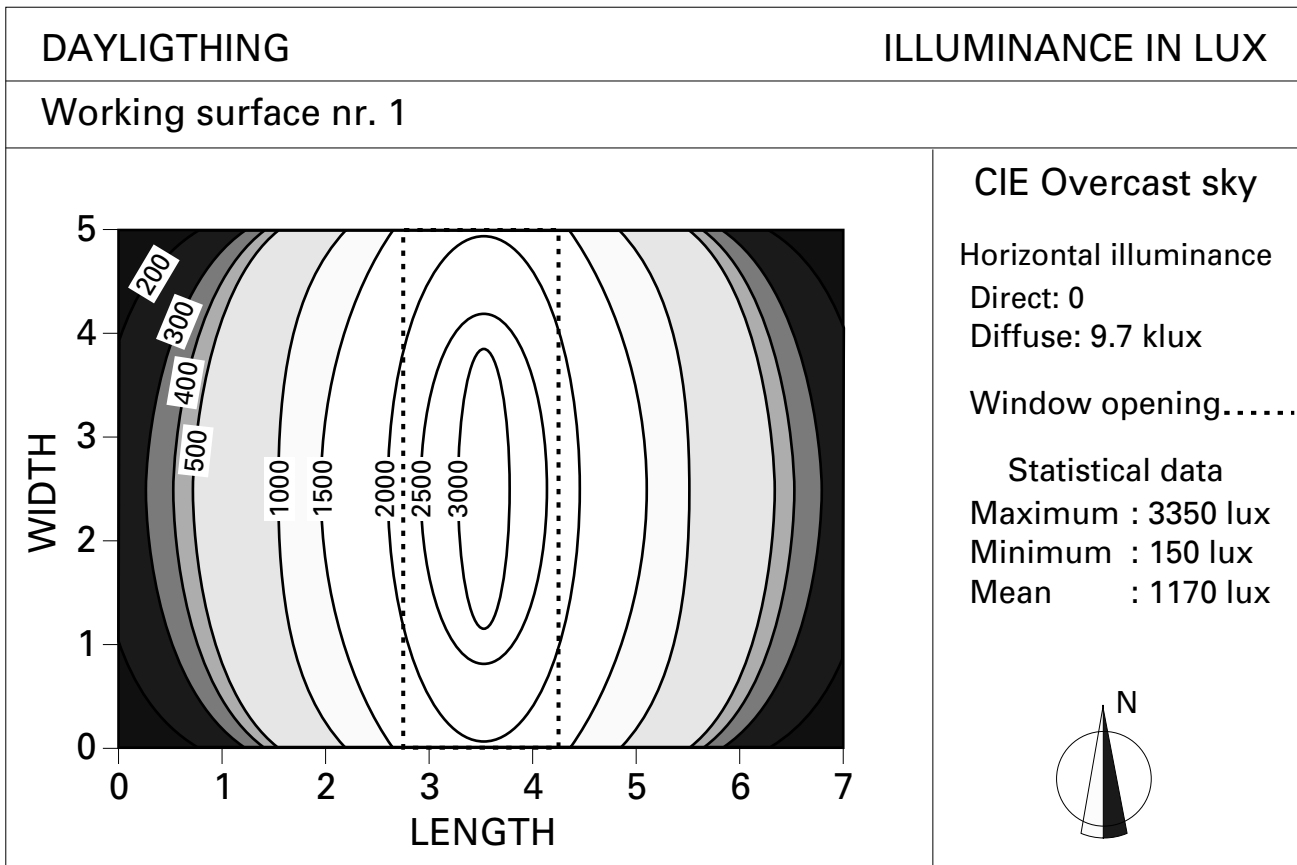 DAYLIGTHING
ILLUMINANCE IN LUX
Working surface nr. 1
CIE Overcast sky
Horizontal illuminance
Direct: 0
Diffuse: 9.7 klux
Window opening......
Statistical data
Maximum : 3350 lux
Minimum : 150 lux
Mean : 1170 lux
N
WIDTH
5
4
3
2
1
0
200
300
400
500
1000
1500
2000
2500
3000
0 1 2 3 4 5 6 7
LENGTH